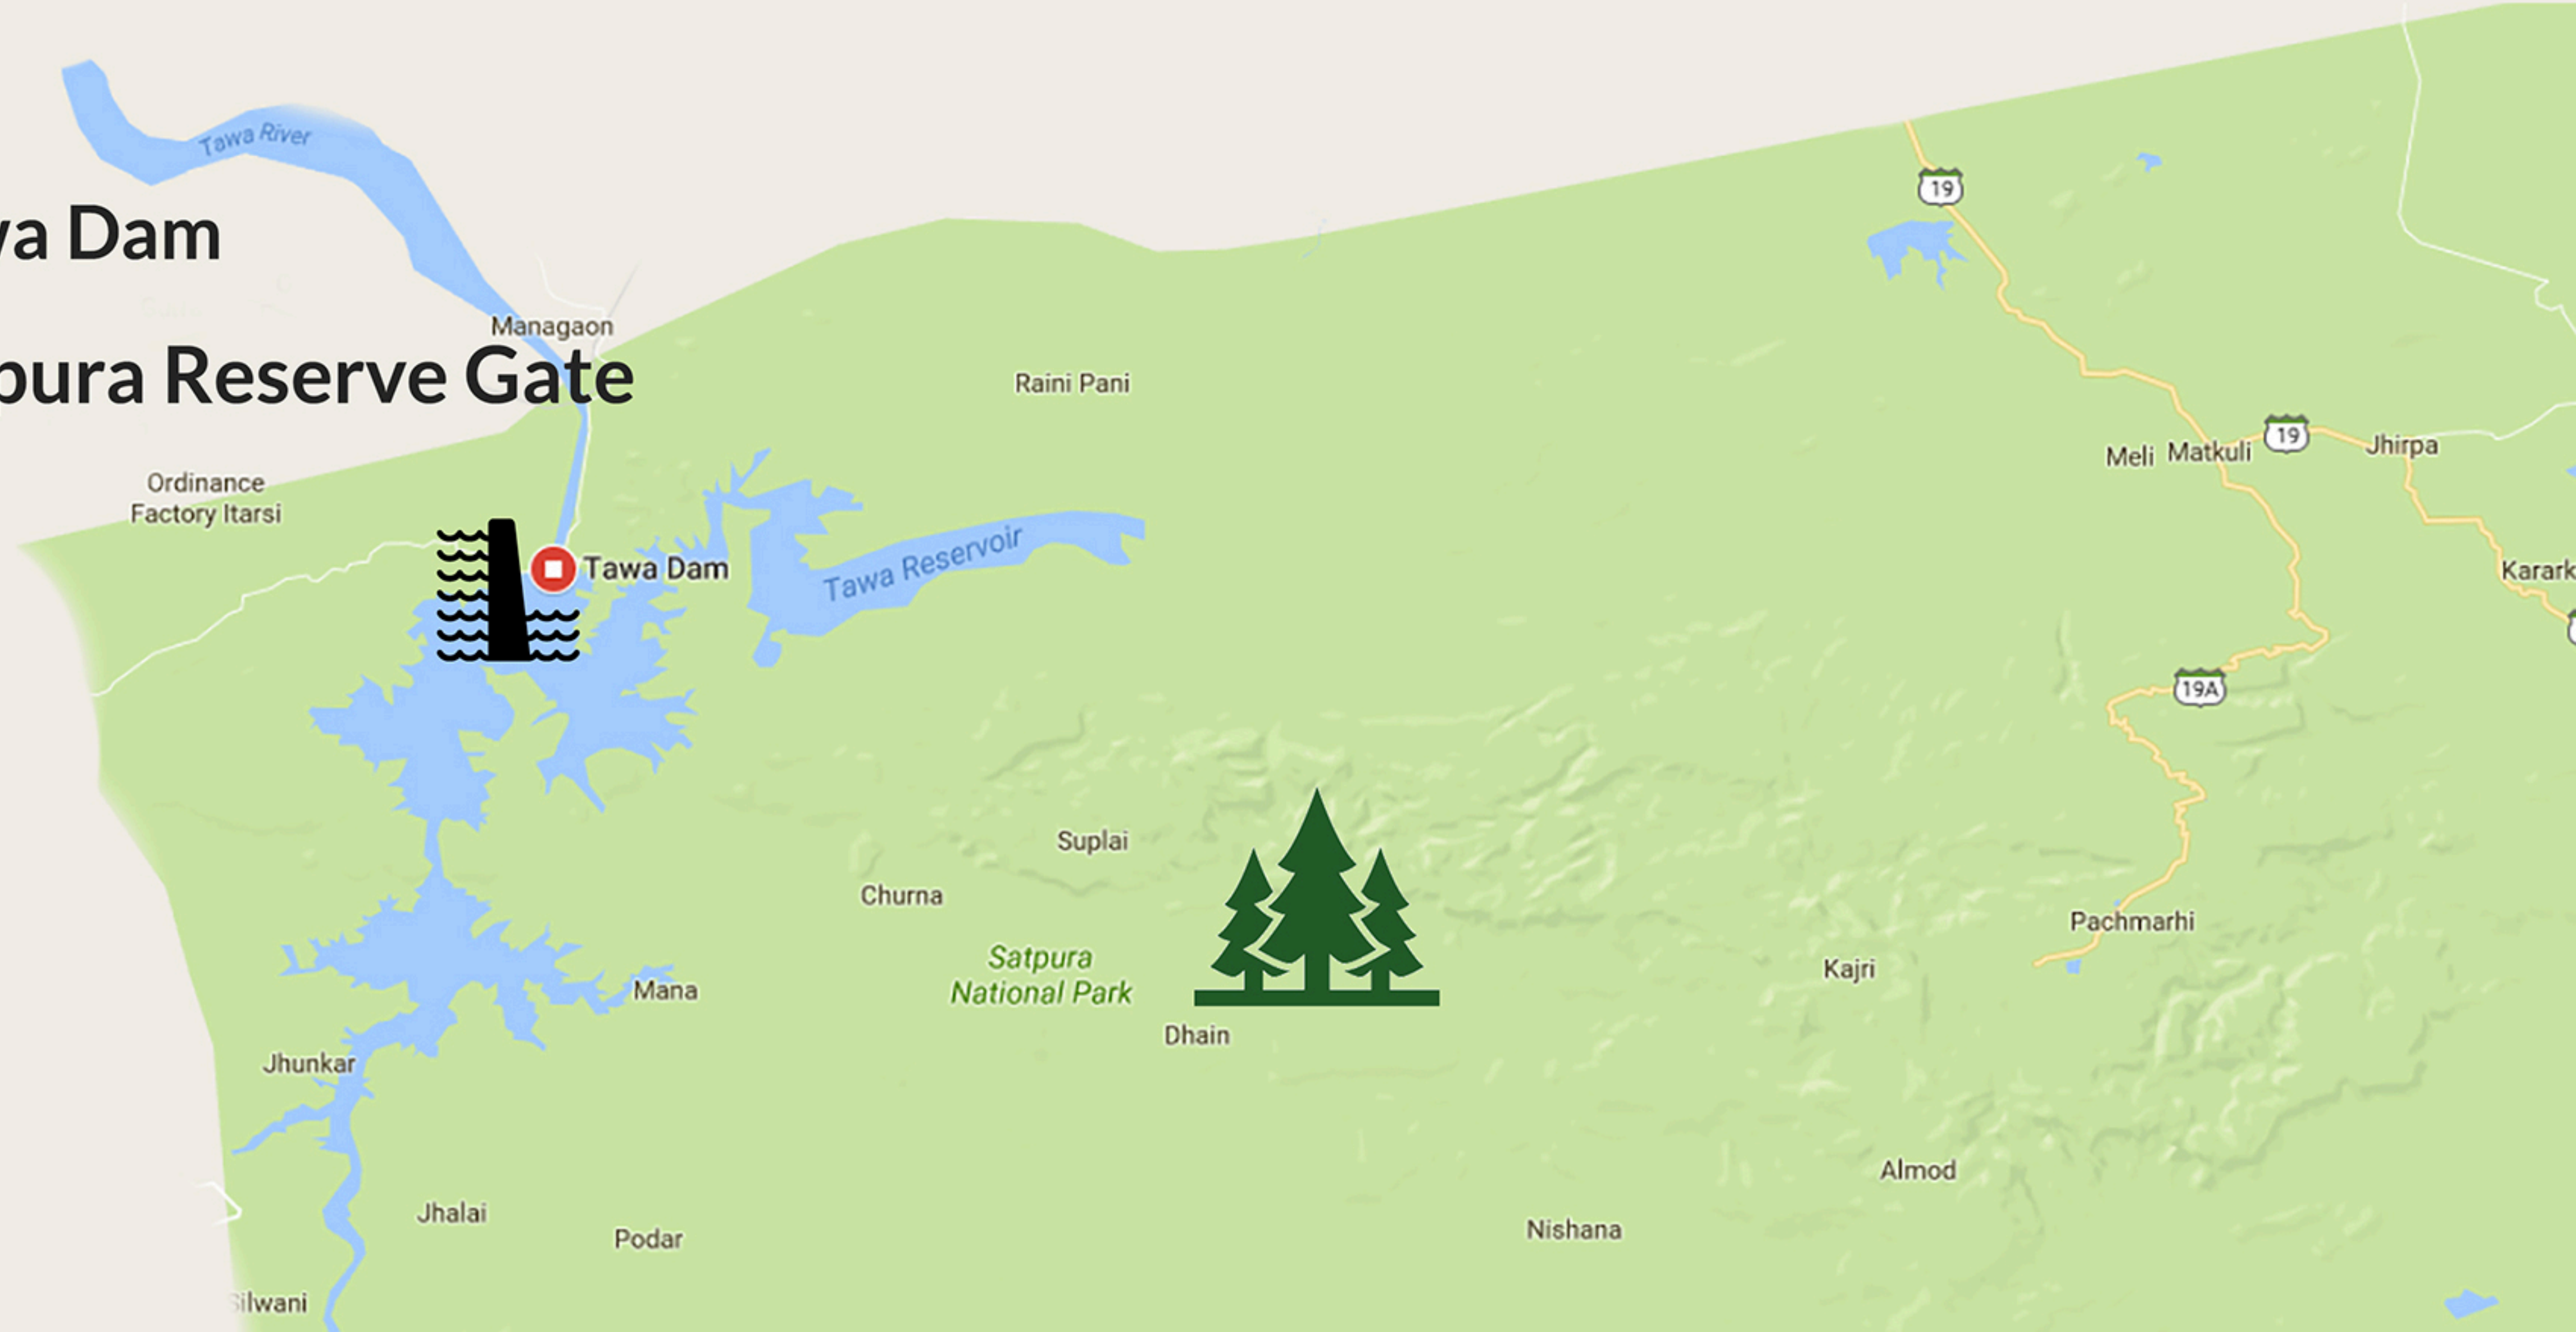 Tawa River
19
va Dam
Managaon
pura Reserve Gate
Raini Pani
19
Meli
Matkuli
Jhirpa
Ordinance
Factory Itarsi
Tawa Dam
Tawa Reservoir
Karark
19A
Suplai
Churna
Pachmarhi
Satpura
National Park
Kajri
Mana
Dhain
Jhunkar
Almod
Jhalai
Podar
Nishana
Silwani